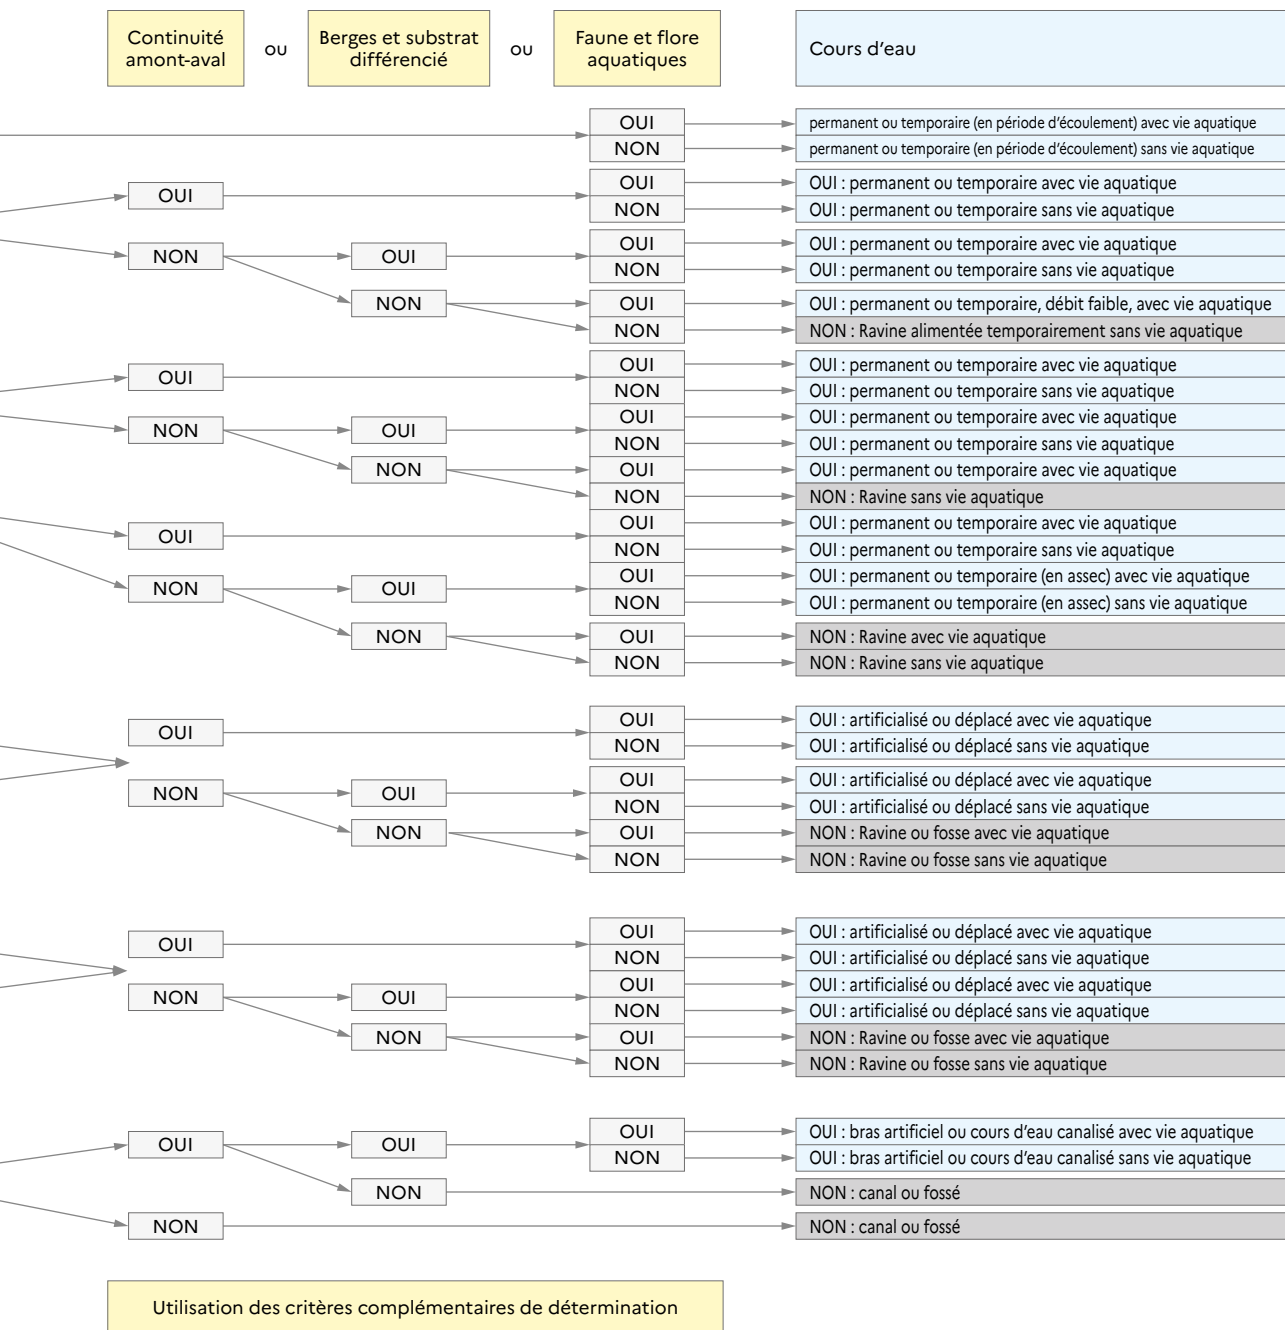 Continuité
amont-aval
ou
Berges et substrat
différencié
ou
Faune et flore
aquatiques
Cours d'eau
OUI
permanent ou temporaire (en période d'écoulement) avec vie aquatique
NON
permanent ou temporaire (en période d'écoulement) sans vie aquatique
OUI
OUI
OUI : permanent ou temporaire avec vie aquatique
NON
OUI : permanent ou temporaire sans vie aquatique
NON
OUI
OUI
OUI : permanent ou temporaire avec vie aquatique
NON
OUI : permanent ou temporaire sans vie aquatique
NON
OUI
OUI : permanent ou temporaire, débit faible, avec vie aquatique
NON
NON : Ravine alimentée temporairement sans vie aquatique
OUI
OUI
OUI : permanent ou temporaire avec vie aquatique
NON
OUI : permanent ou temporaire sans vie aquatique
NON
OUI
OUI
OUI : permanent ou temporaire avec vie aquatique
NON
OUI : permanent ou temporaire sans vie aquatique
NON
OUI
OUI : permanent ou temporaire avec vie aquatique
NON
NON : Ravine sans vie aquatique
OUI
OUI
OUI : permanent ou temporaire avec vie aquatique
NON
OUI : permanent ou temporaire sans vie aquatique
NON
OUI
OUI
OUI : permanent ou temporaire (en assec) avec vie aquatique
NON
OUI : permanent ou temporaire (en assec) sans vie aquatique
NON
OUI
NON : Ravine avec vie aquatique
NON
NON : Ravine sans vie aquatique
OUI
OUI
OUI : artificialisé ou déplacé avec vie aquatique
NON
OUI : artificialisé ou déplacé sans vie aquatique
NON
OUI
OUI
OUI : artificialisé ou déplacé avec vie aquatique
NON
OUI : artificialisé ou déplacé sans vie aquatique
NON
OUI
NON : Ravine ou fosse avec vie aquatique
NON
NON : Ravine ou fosse sans vie aquatique
OUI
OUI
OUI : artificialisé ou déplacé avec vie aquatique
NON
OUI : artificialisé ou déplacé sans vie aquatique
NON
OUI
OUI
OUI : artificialisé ou déplacé avec vie aquatique
NON
OUI : artificialisé ou déplacé sans vie aquatique
NON
OUI
NON : Ravine ou fosse avec vie aquatique
NON
NON : Ravine ou fosse sans vie aquatique
OUI
OUI
OUI
OUI : bras artificiel ou cours d'eau canalisé avec vie aquatique
NON
OUI : bras artificiel ou cours d'eau canalisé sans vie aquatique
NON
NON : canal ou fossé
NON
NON : canal ou fossé
Utilisation des critères complémentaires de détermination